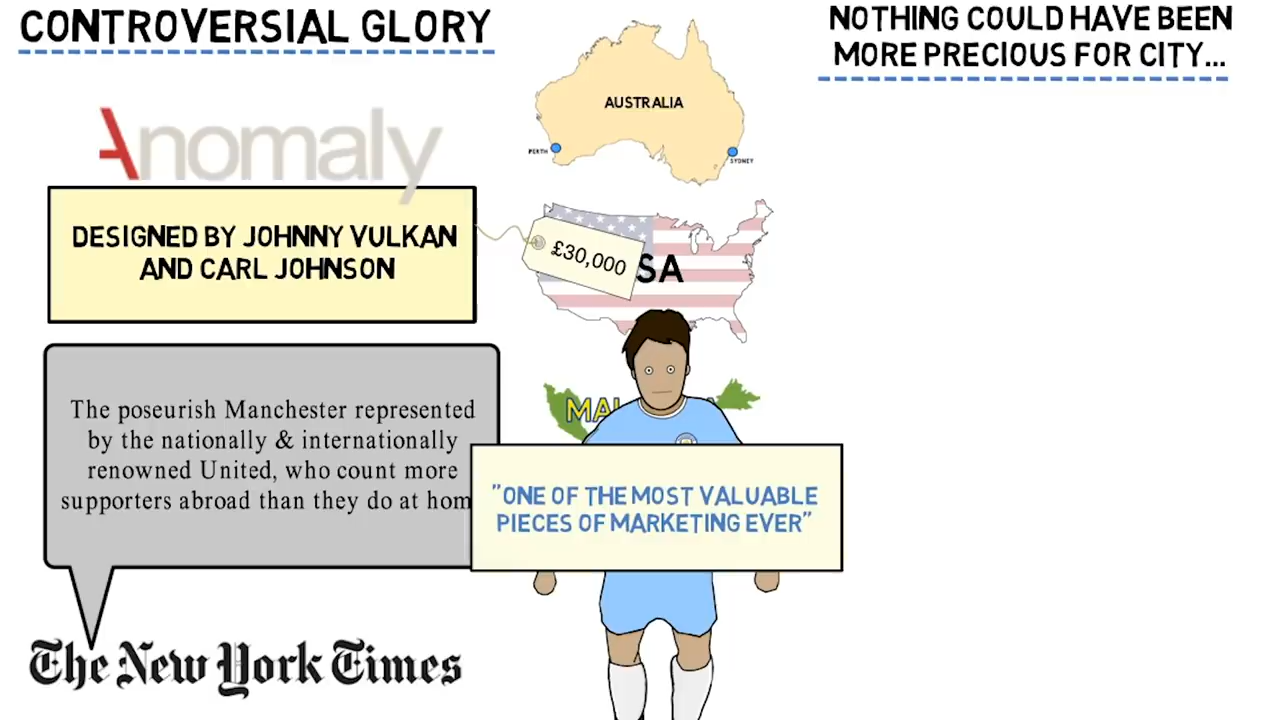 CONTROVERSIAL GLORY
Anomaly
DESIGNED BY JOHNNY VULKAN
AND CARL JOHNSON
The poseurish Manchester represented
by the nationally & internationally
renowned United, who count more
supporters abroad than they do at hom
The New York Times
AUSTRALIA
PERTH
SYDNEY
£30,000
SA
MA
"ONE OF THE MOST VALUABLE
PIECES OF MARKETING EVER"
NOTHING COULD HAVE BEEN
MORE PRECIOUS FOR CITY...